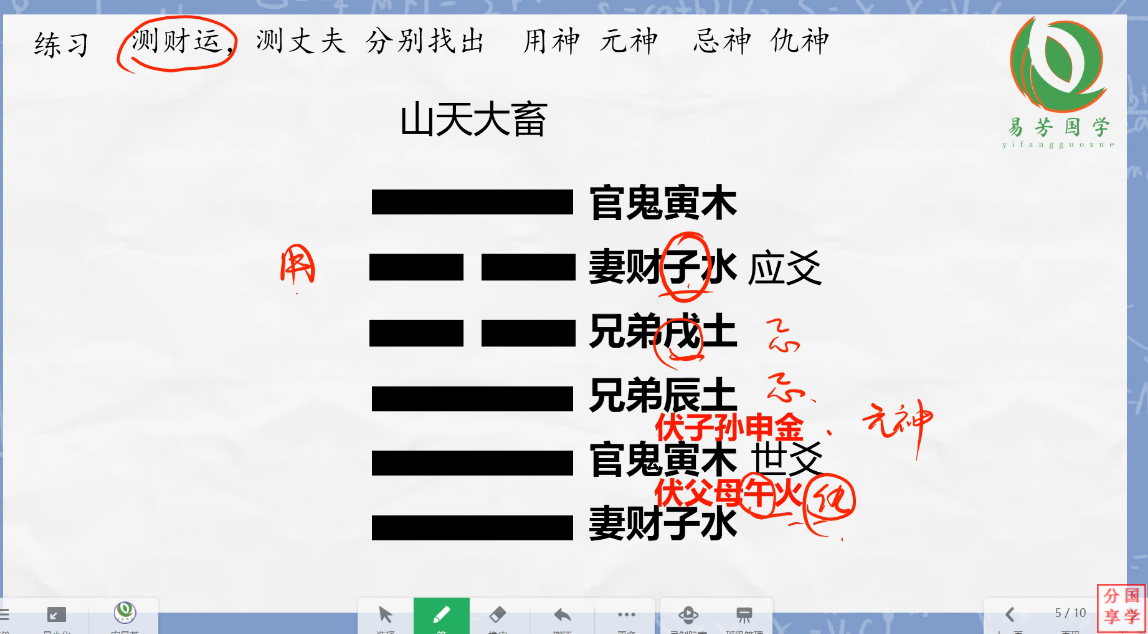 练习 测财运，测丈夫 分别找出 用神 元神 忌神 仇神
易芳国学
yifangguoxue
山天大畜
官鬼寅木
用
妻财子水 应爻
兄弟戌土 忌
兄弟辰土 忌
伏子孙申金 元神
官鬼寅木 世爻
伏父母午火 仇
妻财子水
5 / 10
分国
享学